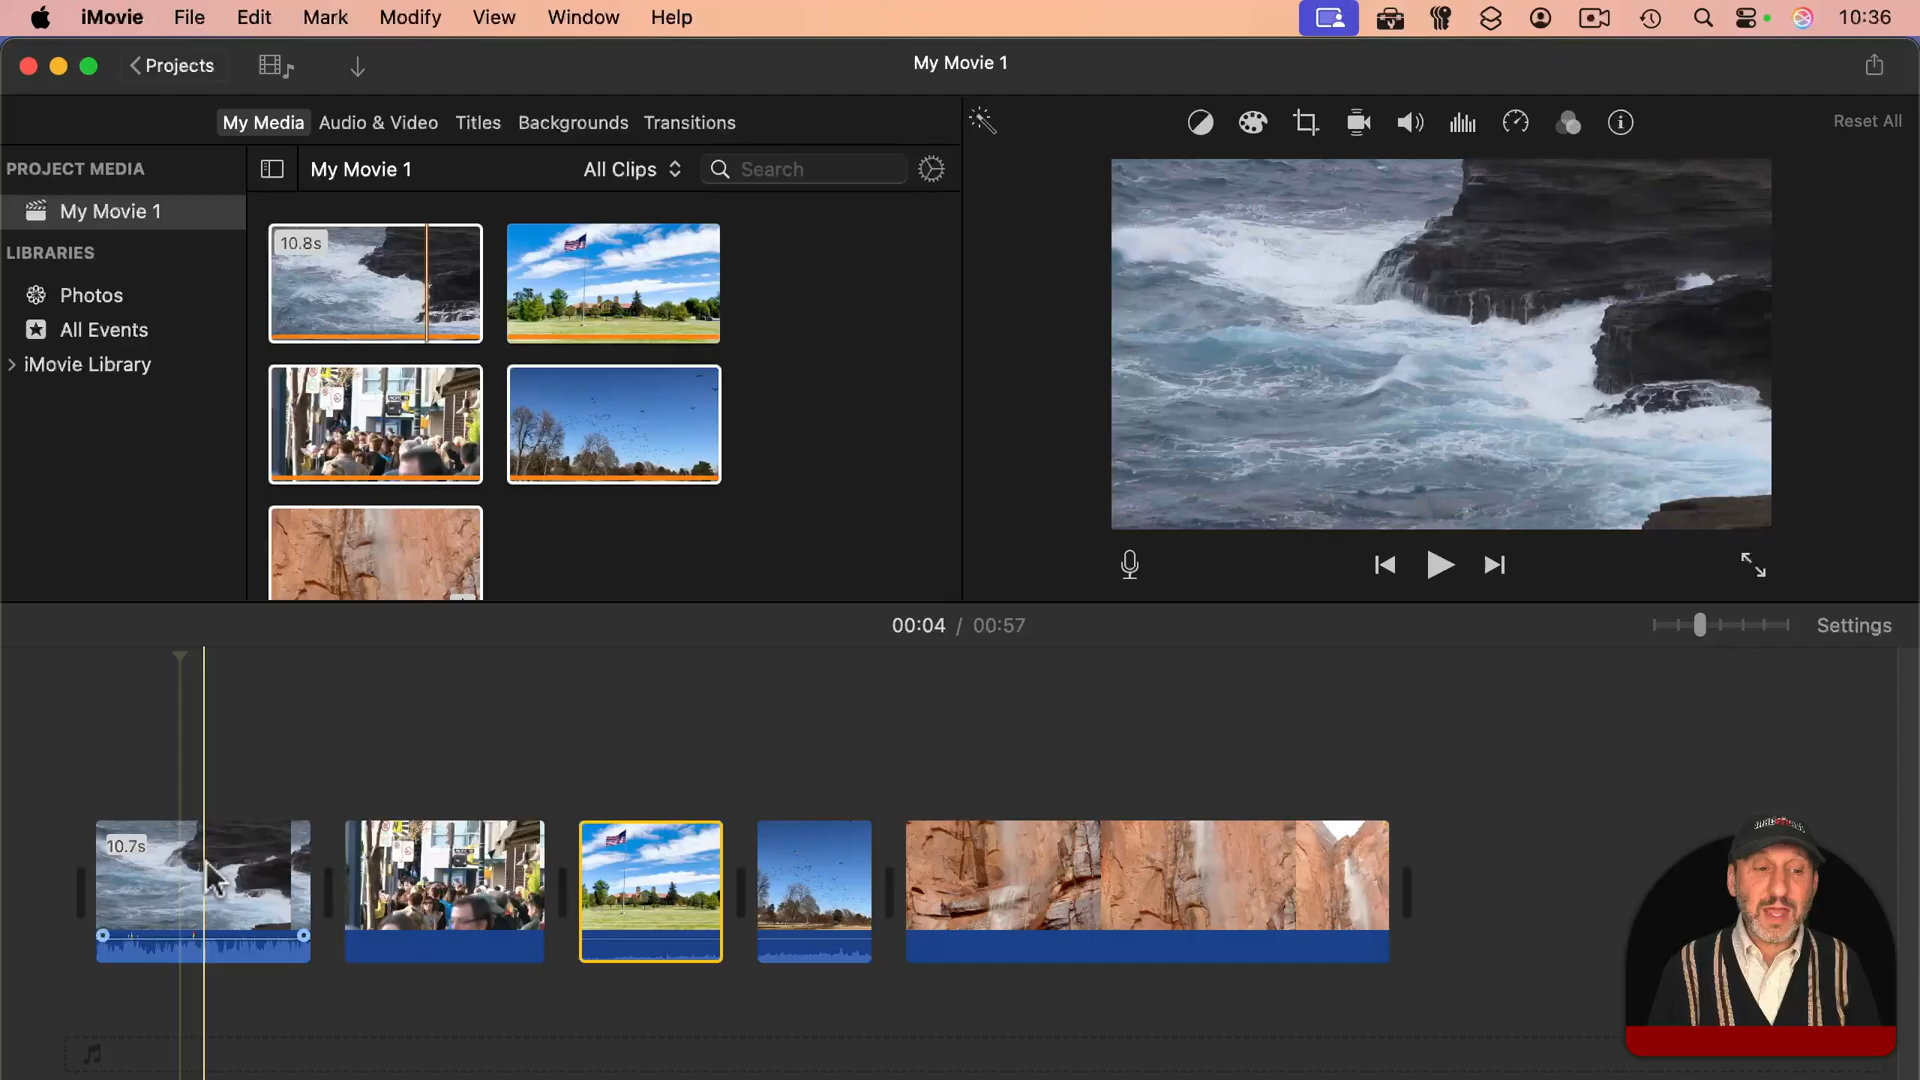 iMovie File Edit Mark Modify View Window Help 10:36
Projects My Movie 1
My Media Audio & Video Titles Backgrounds Transitions Reset All
PROJECT MEDIA My Movie 1 All Clips Search
My Movie 1
LIBRARIES
Photos
All Events
iMovie Library
10.8s
00:04 / 00:57 Settings
10.7s